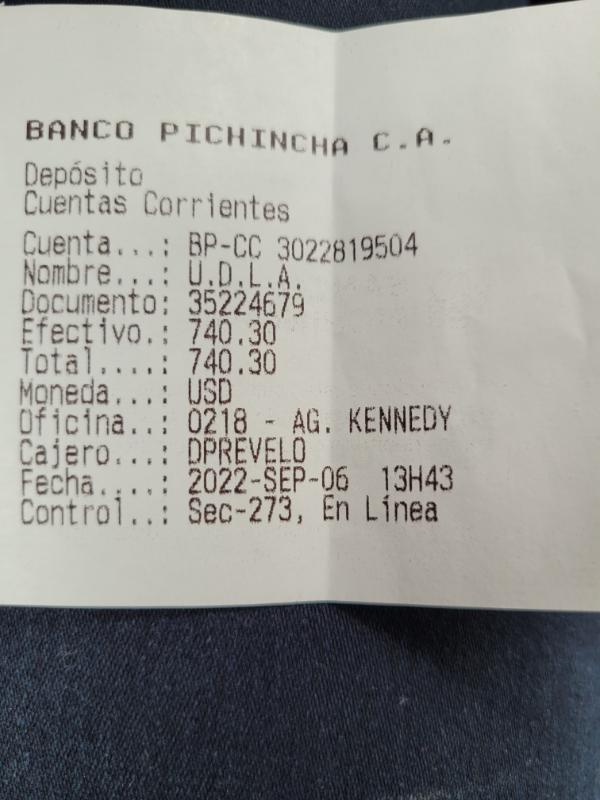 BANCO PICHINCHA C.A.
Depósito
Cuentas Corrientes
Cuenta...: BP-CC 3022819504
Nombre...: U.D.L.A.
Documento: 35224679
Efectivo.: 740.30
Total....: 740.30
Moneda...: USD
Oficina..: 0218 - AG. KENNEDY
Cajero...: DPREVELO
Fecha....: 2022-SEP-06 13H43
Control..: Sec-273, En Línea